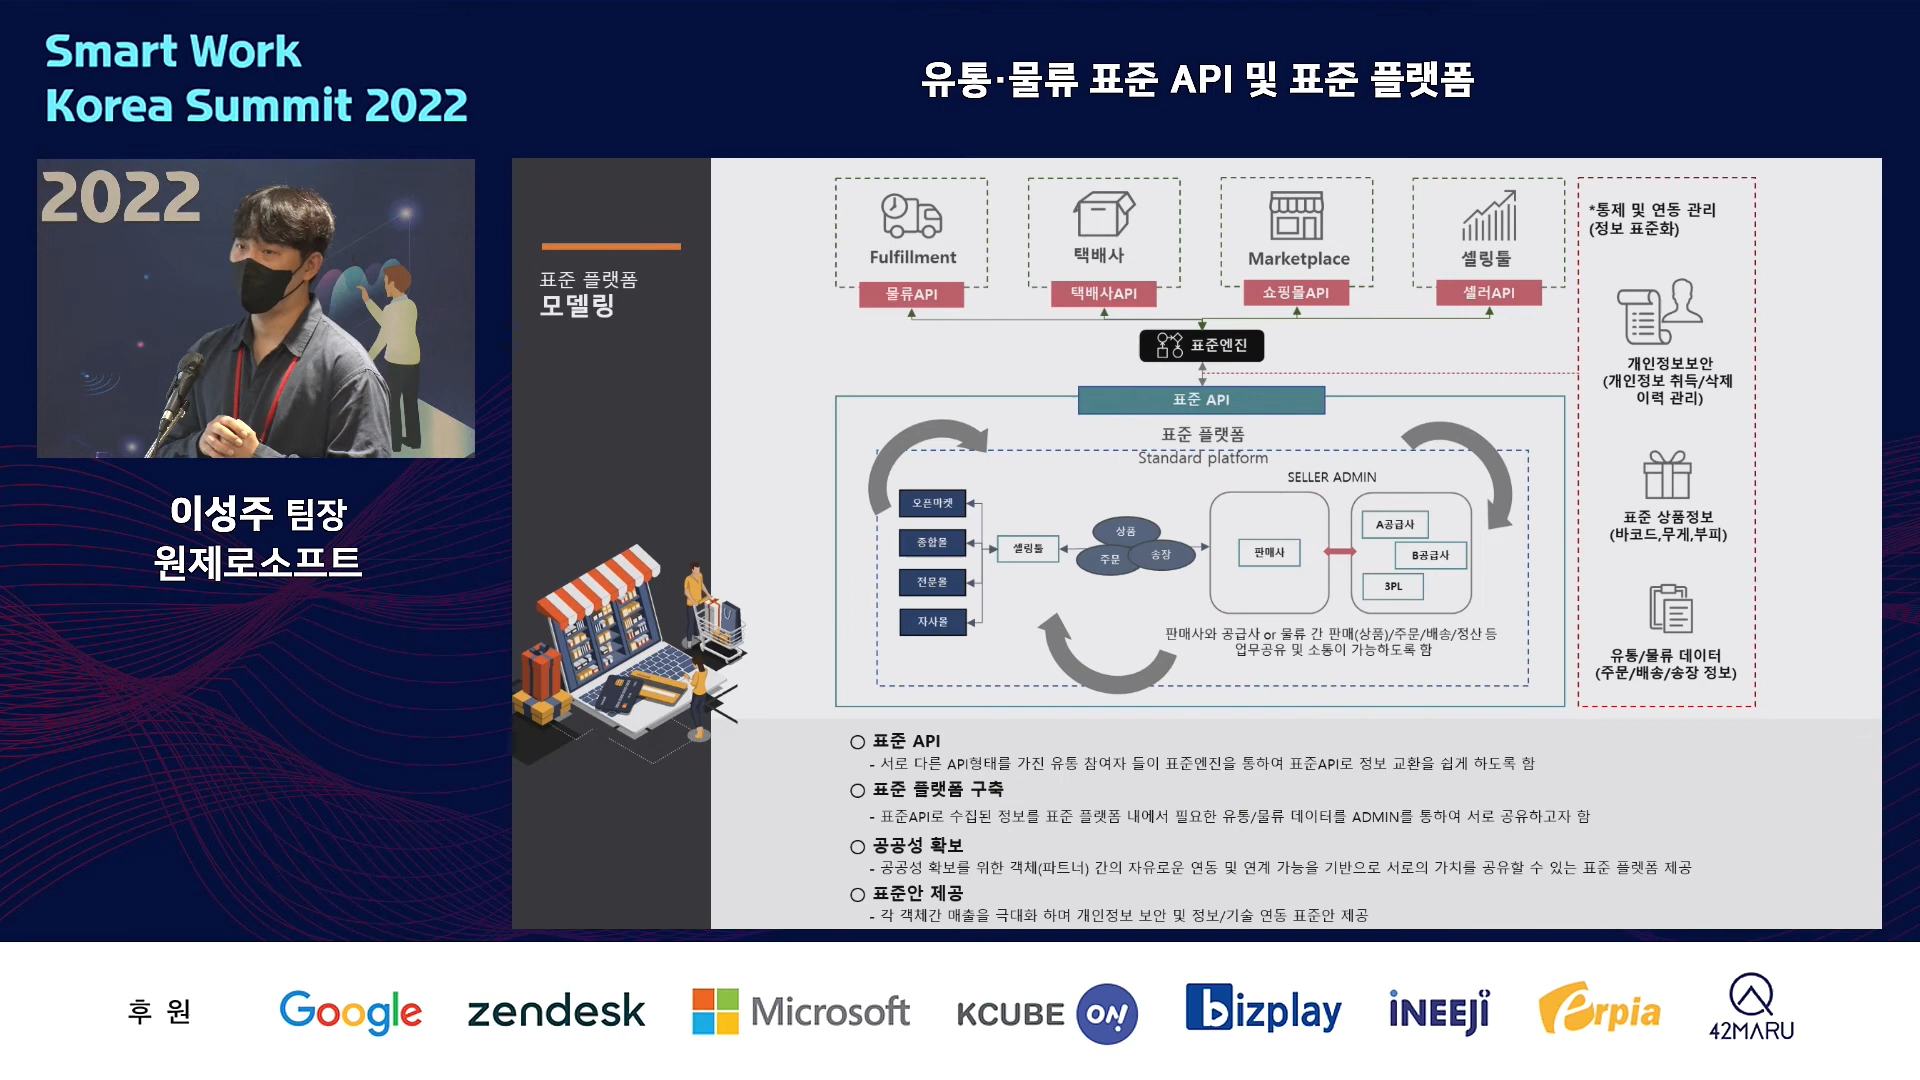 Smart Work
Korea Summit 2022
유통·물류 표준 API 및 표준 플랫폼
2022
이성주 팀장
원제로소프트
표준 플랫폼
모델링
Fulfillment
물류API
택배사
택배사API
Marketplace
쇼핑몰API
셀링툴
셀러API
*통제 및 연동 관리
(정보 표준화)
표준엔진
개인정보보안
(개인정보 취득/삭제
이력 관리)
표준 상품정보
(바코드,무게,부피)
유통/물류 데이터
(주문/배송/송장 정보)
표준 API
표준 플랫폼
Standard platform
SELLER ADMIN
오픈마켓
종합몰
전문몰
자사몰
셀링툴
상품
주문
송장
판매사
A공급사
B공급사
3PL
판매사와 공급사 or 물류 간 판매(상품)/주문/배송/정산 등
업무공유 및 소통이 가능하도록 함
○ 표준 API
- 서로 다른 API형태를 가진 유통 참여자 들이 표준엔진을 통하여 표준API로 정보 교환을 쉽게 하도록 함
○ 표준 플랫폼 구축
- 표준API로 수집된 정보를 표준 플랫폼 내에서 필요한 유통/물류 데이터를 ADMIN를 통하여 서로 공유하고자 함
○ 공공성 확보
- 공공성 확보를 위한 객체(파트너) 간의 자유로운 연동 및 연계 가능을 기반으로 서로의 가치를 공유할 수 있는 표준 플렛폼 제공
○ 표준안 제공
- 각 객체간 매출을 극대화 하며 개인정보 보안 및 정보/기술 연동 표준안 제공
후 원
Google
zendesk
Microsoft
KCUBE ON!
bizplay
iNEEJi
erpia
42MARU